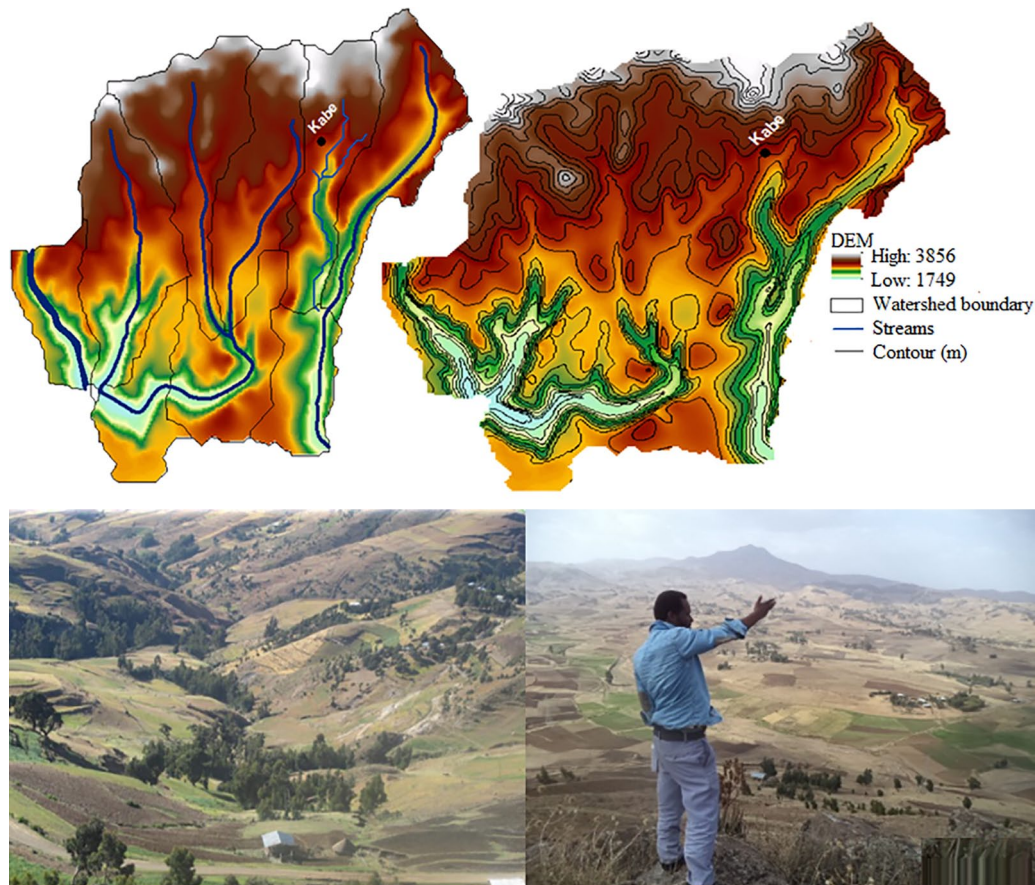 Kabe
Kabe
DEM
High: 3856
Low: 1749
Watershed boundary
Streams
Contour (m)